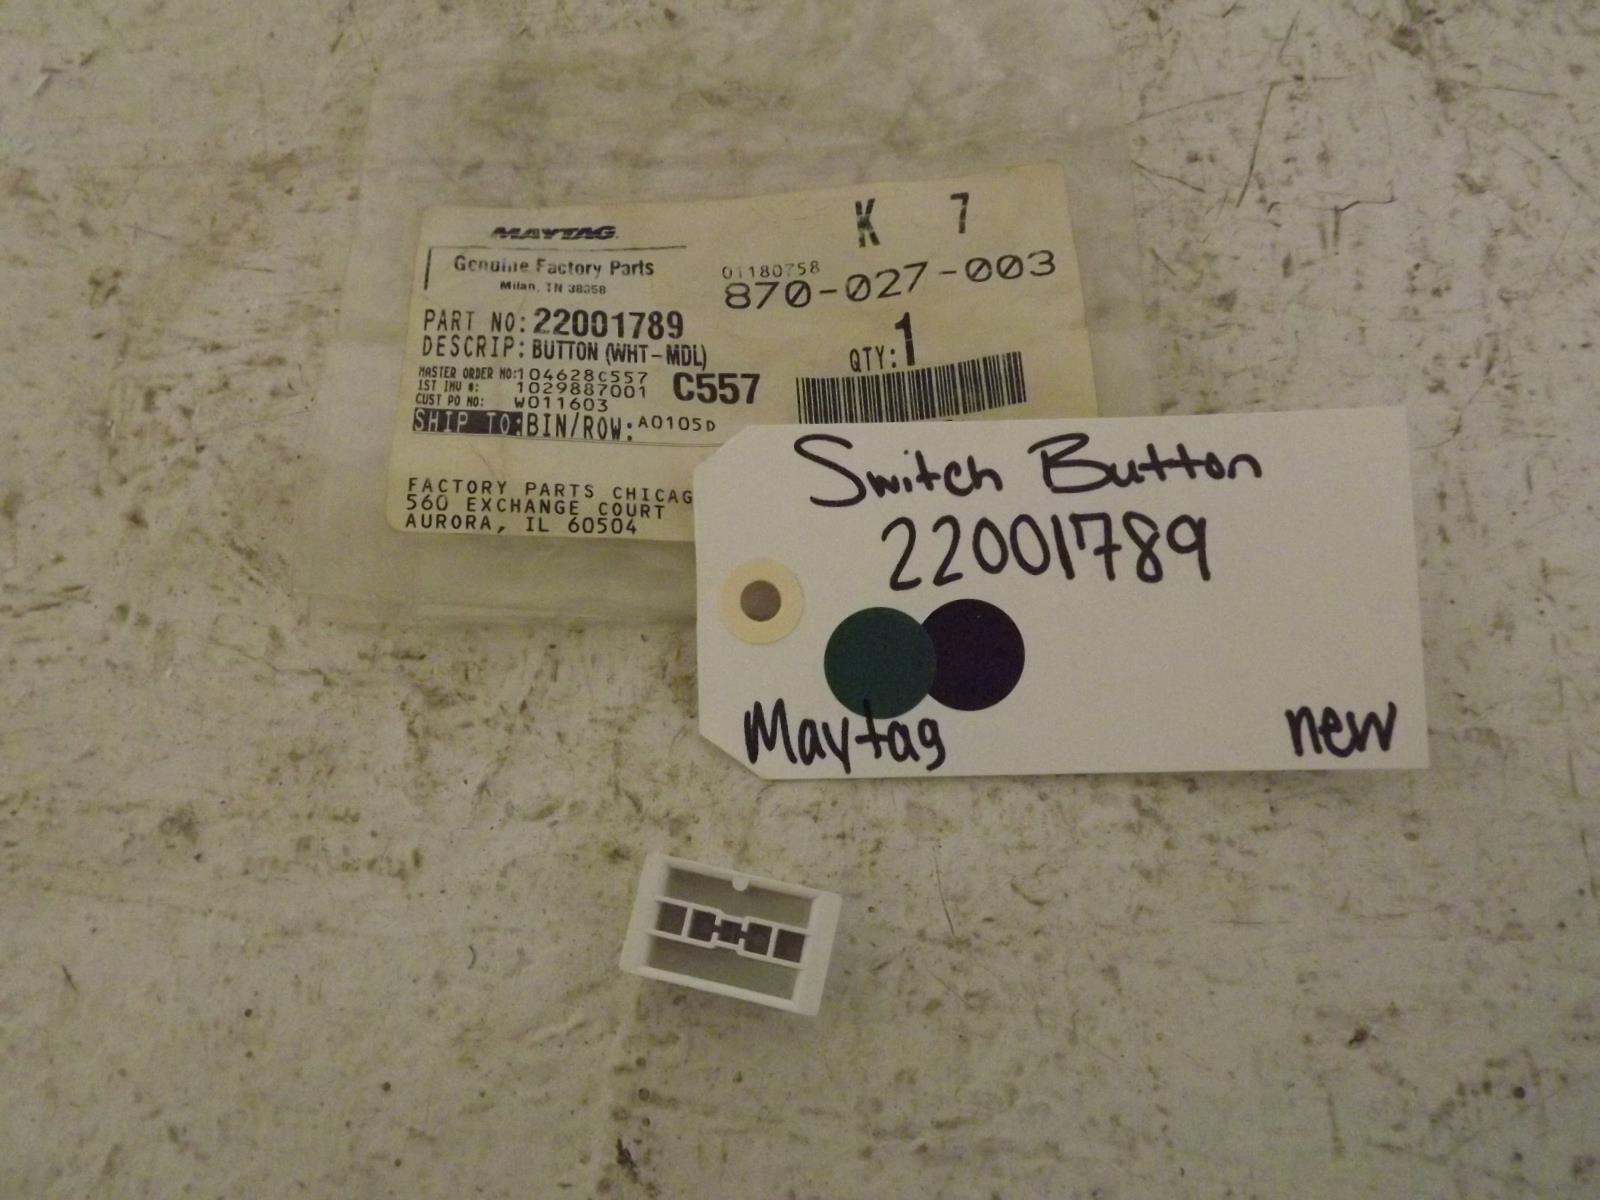 K 7
MAYTAG
Genuine Factory Parts
Milan, TN 38358
01180758
870-027-003
PART NO: 22001789
DESCRIP: BUTTON (WHT-MDL)
QTY: 1
MASTER ORDER NO: 104628C557
1ST INV #: 1029887001
C557
CUST PO NO: W011603
SHIP TO: BIN/ROW: A0105D
FACTORY PARTS CHICAG
560 EXCHANGE COURT
AURORA, IL 60504
Switch Button
22001789
Maytag new